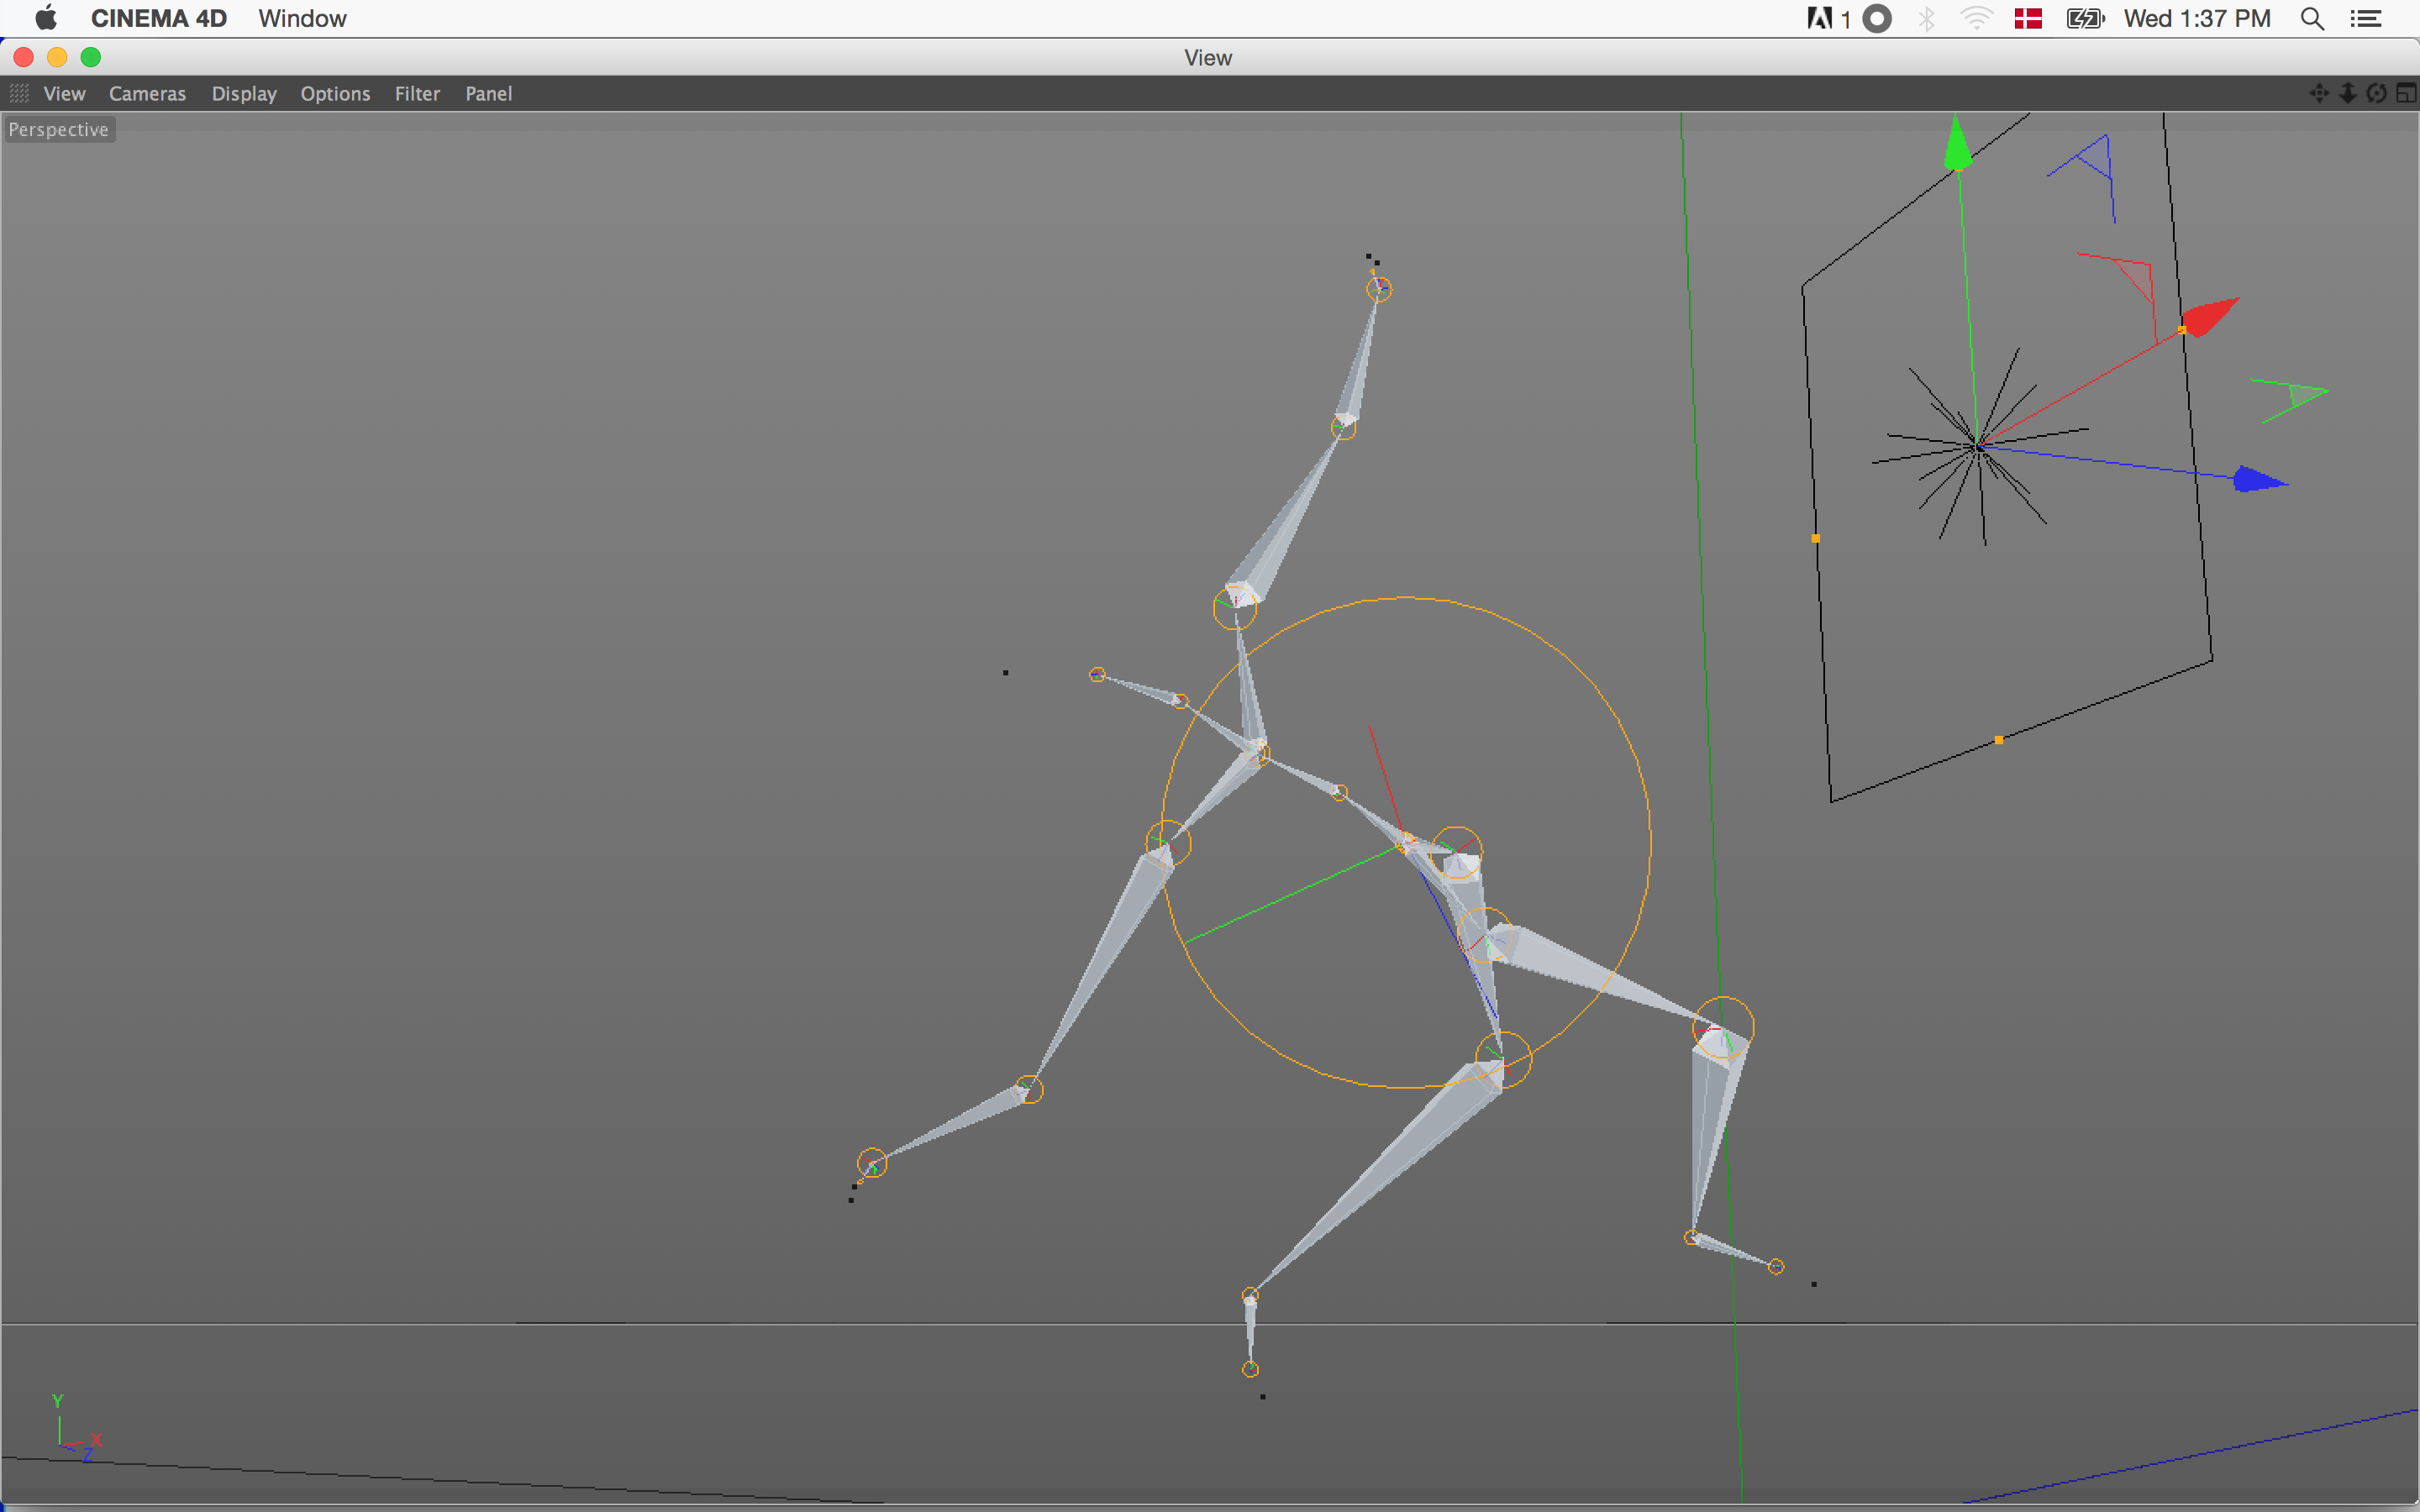 CINEMA 4D Window 1 Wed 1:37 PM
View
View Cameras Display Options Filter Panel
Perspective
Y
X
Z